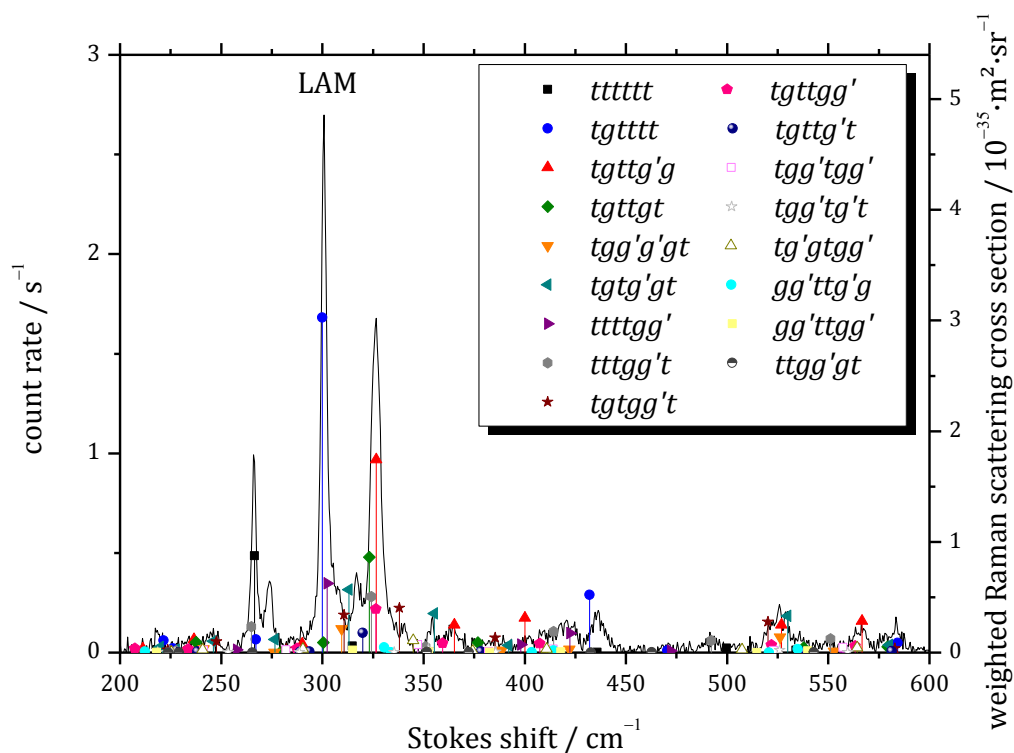 3
2
1
0
count rate / s⁻¹
LAM
tttttt
tgtttt
tgttg'g
tgttgt
tgg'g'gt
tgtg'gt
ttttgg'
tttgg't
tgtgg't
tgttgg'
tgttg't
tgg'tgg'
tgg'tg't
tg'gtgg'
gg'ttg'g
gg'ttgg'
ttgg'gt
5
4
3
2
1
0
weighted Raman scattering cross section / 10⁻³⁵·m²·sr⁻¹
200 250 300 350 400 450 500 550 600
Stokes shift / cm⁻¹